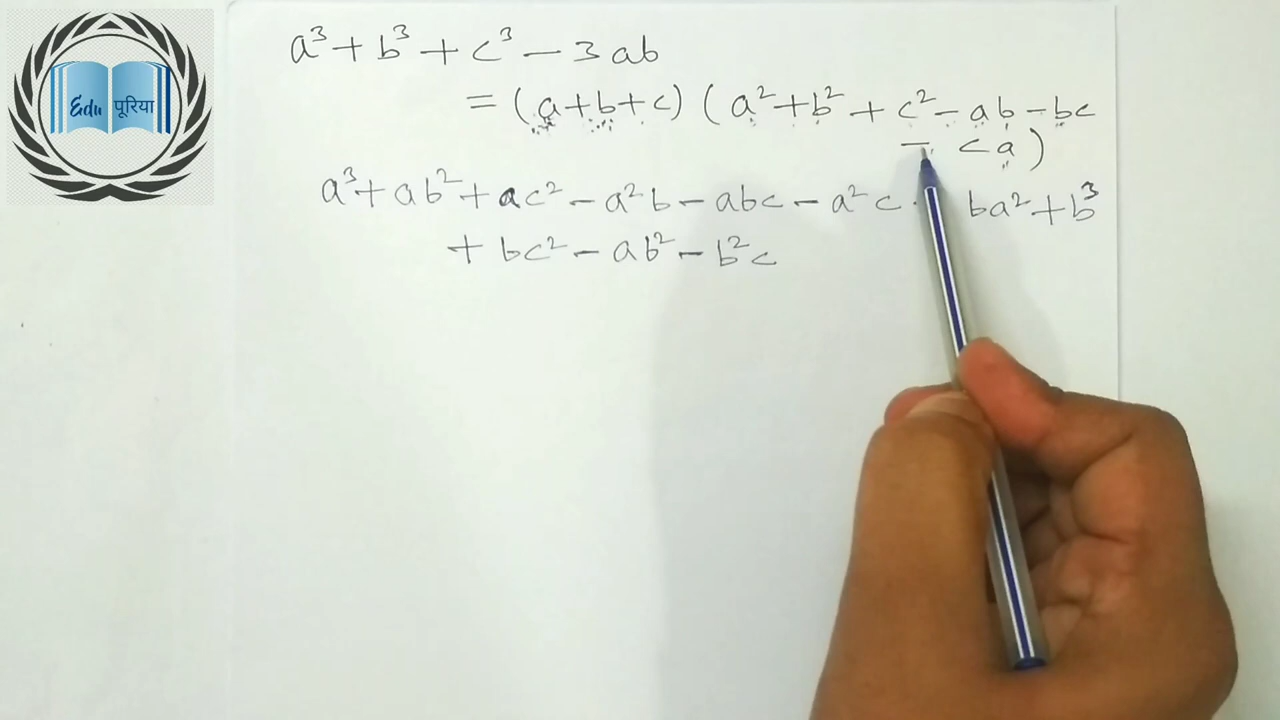 Edu पूरिया
a³ + b³ + c³ - 3ab
= (a + b + c) (a² + b² + c² - ab - bc
- ca)
a³ + ab² + ac² - a²b - abc - a²c ba² + b³
+ bc² - ab² - b²c